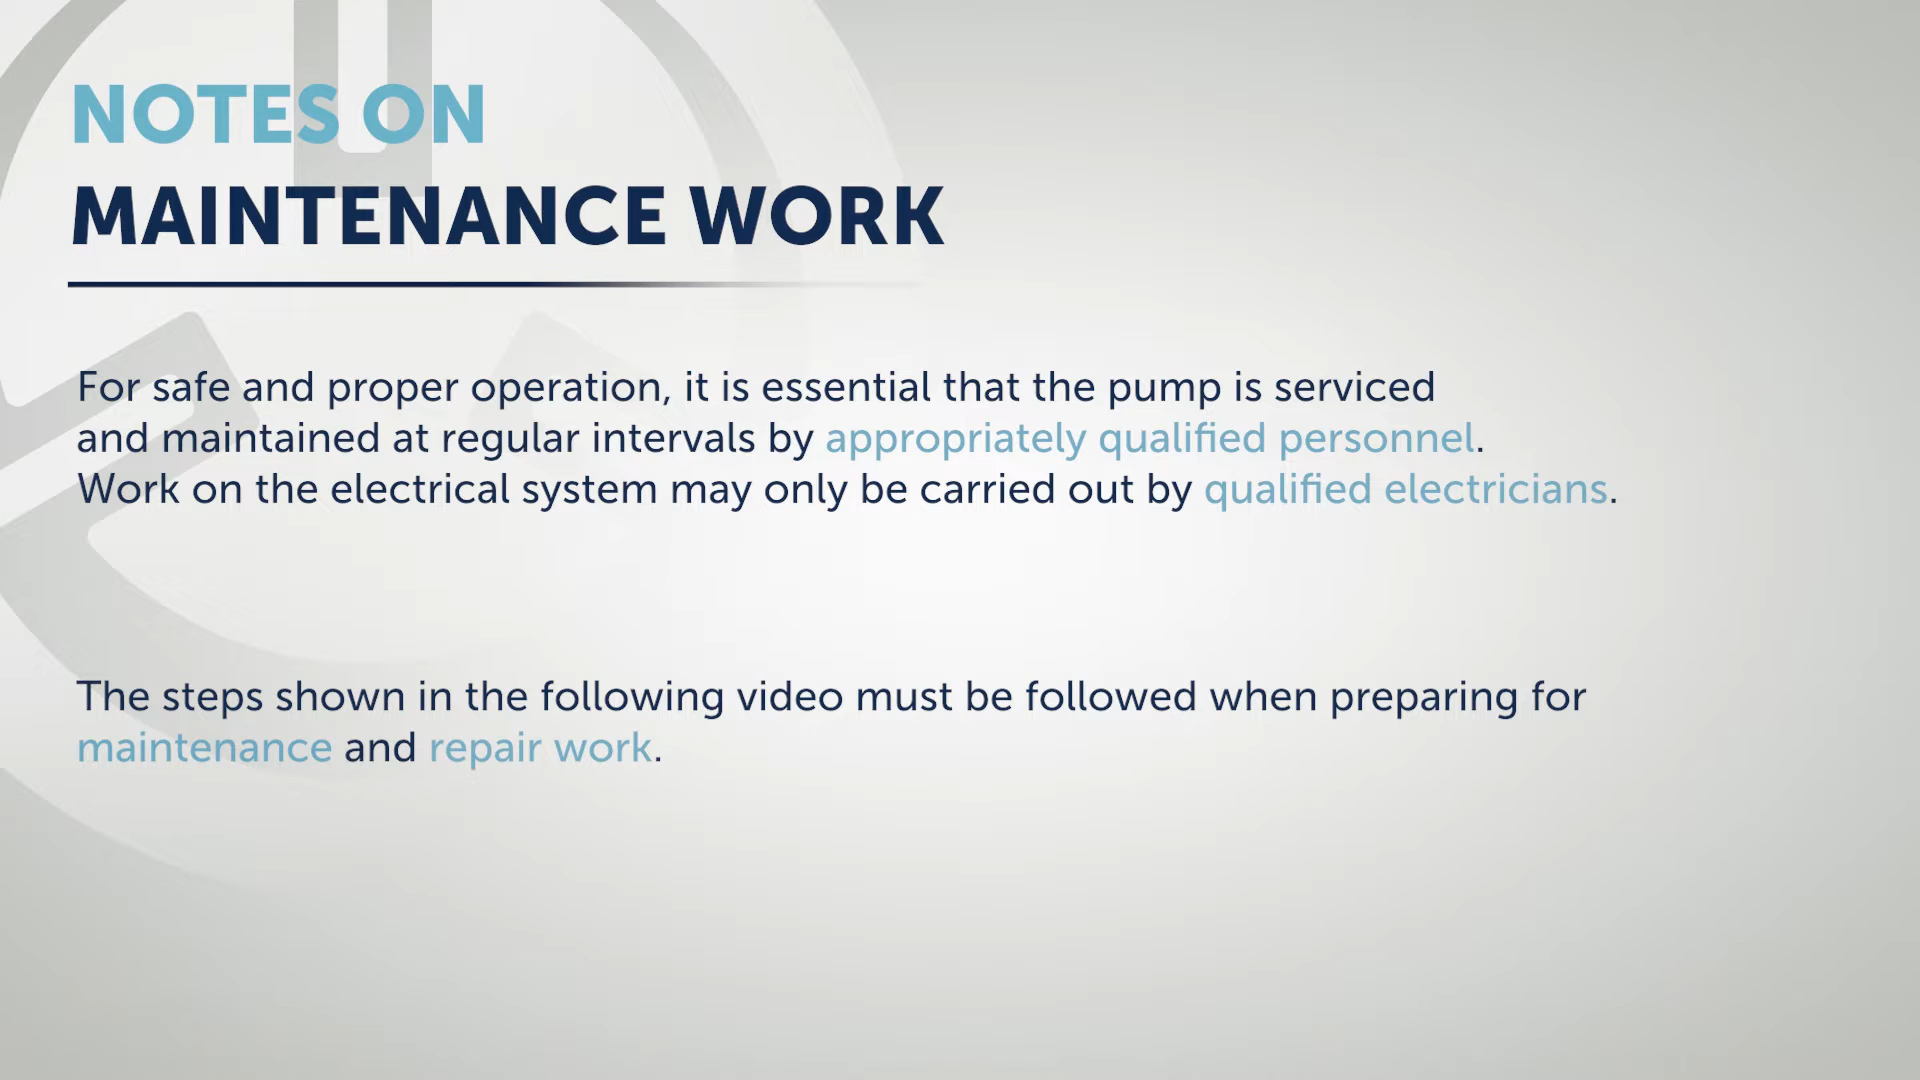 NOTES ON
MAINTENANCE WORK
For safe and proper operation, it is essential that the pump is serviced
and maintained at regular intervals by appropriately qualified personnel.
Work on the electrical system may only be carried out by qualified electricians.
The steps shown in the following video must be followed when preparing for
maintenance and repair work.